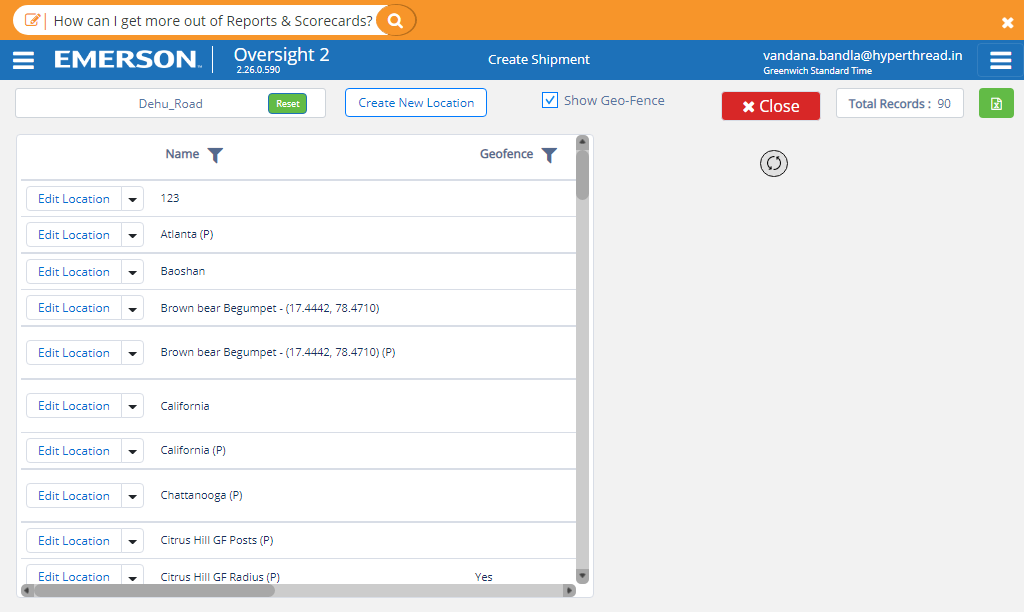 How can I get more out of Reports & Scorecards?
EMERSON
Oversight 2
2.26.0.590
Create Shipment
vandana.bandla@hyperthread.in
Greenwich Standard Time
Dehu_Road
Reset
Create New Location
Show Geo-Fence
Close
Total Records : 90
Name
Geofence
Edit Location 123
Edit Location Atlanta (P)
Edit Location Baoshan
Edit Location Brown bear Begumpet - (17.4442, 78.4710)
Edit Location Brown bear Begumpet - (17.4442, 78.4710) (P)
Edit Location California
Edit Location California (P)
Edit Location Chattanooga (P)
Edit Location Citrus Hill GF Posts (P)
Edit Location Citrus Hill GF Radius (P) Yes